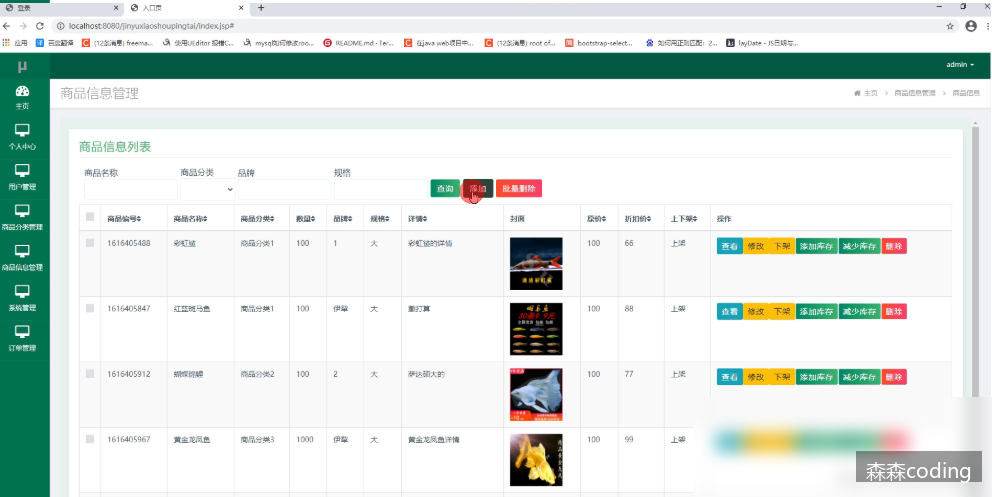 登录
入口页
localhost:8080/jinyuxiaoshoupingtai/index.jsp#
应用
百度翻译
(12条消息) freema...
使用UEditor 报错C...
mysql如何修改roo...
README.md · Ter...
在java web项目中...
(12条消息) root of...
bootstrap-select...
如何用正则匹配：2...
layDate - JS日期与...
μ
admin
主页
个人中心
用户管理
商品分类管理
商品信息管理
系统管理
订单管理
商品信息管理
主页 > 商品信息管理 > 商品信息
商品信息列表
商品名称 商品分类 品牌 规格
查询 添加 批量删除
商品编号 商品名称 商品分类 数量 品牌 规格 详情 封面 原价 折扣价 上下架 操作
1616405488 彩虹鲨 商品分类1 100 1 大 彩虹鲨的详情 100 66 上架 查看 修改 下架 添加库存 减少库存 删除
1616405847 红蓝斑马鱼 商品分类1 100 伊犁 大 100 88 上架 查看 修改 下架 添加库存 减少库存 删除
1616405912 商品分类2 100 2 大 萨达硕大的 100 77 上架 查看 修改 下架 添加库存 减少库存 删除
1616405967 黄金龙凤鱼 商品分类3 1000 伊犁 大 黄金龙凤鱼详情 100 99 上架
森森coding